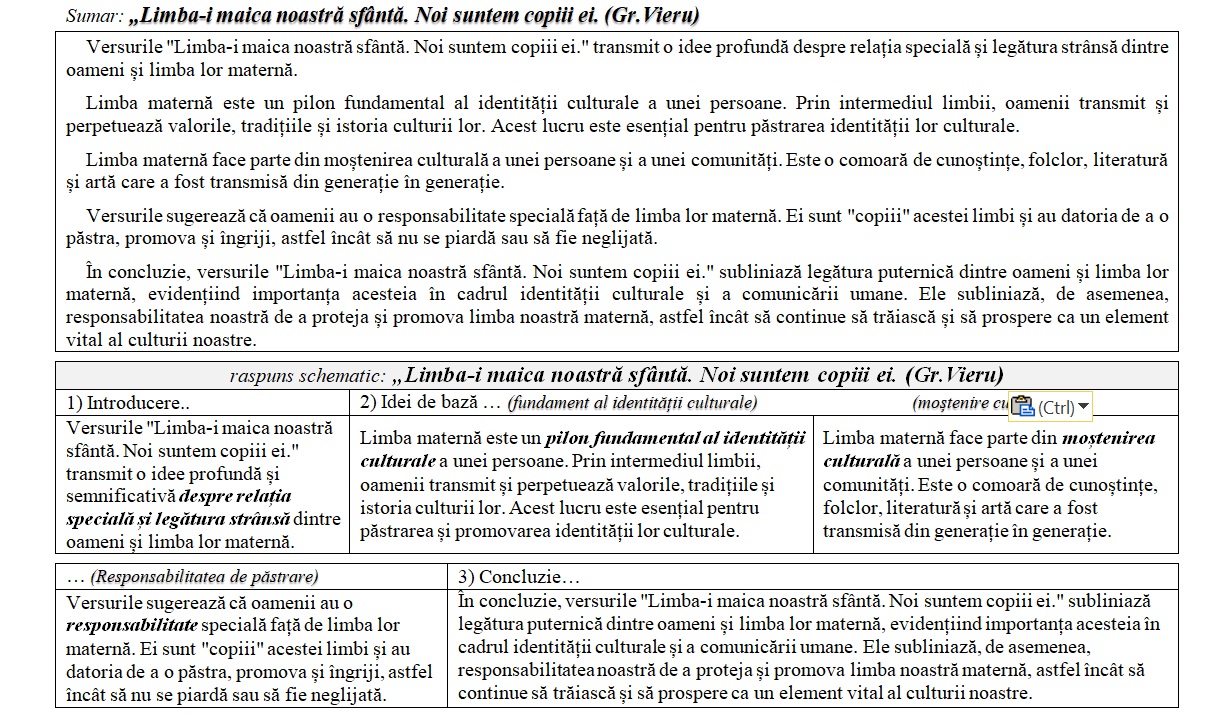 Sumar: „Limba-i maica noastră sfântă. Noi suntem copiii ei. (Gr.Vieru)
Versurile "Limba-i maica noastră sfântă. Noi suntem copiii ei." transmit o idee profundă despre relația specială și legătura strânsă dintre
oameni și limba lor maternă.
Limba maternă este un pilon fundamental al identității culturale a unei persoane. Prin intermediul limbii, oamenii transmit și
perpetuează valorile, tradițiile și istoria culturii lor. Acest lucru este esențial pentru păstrarea identității lor culturale.
Limba maternă face parte din moștenirea culturală a unei persoane și a unei comunități. Este o comoară de cunoștințe, folclor, literatură
și artă care a fost transmisă din generație în generație.
Versurile sugerează că oamenii au o responsabilitate specială față de limba lor maternă. Ei sunt "copiii" acestei limbi și au datoria de a o
păstra, promova și îngriji, astfel încât să nu se piardă sau să fie neglijată.
În concluzie, versurile "Limba-i maica noastră sfântă. Noi suntem copiii ei." subliniază legătura puternică dintre oameni și limba lor
maternă, evidențiind importanța acesteia în cadrul identității culturale și a comunicării umane. Ele subliniază, de asemenea,
responsabilitatea noastră de a proteja și promova limba noastră maternă, astfel încât să continue să trăiască și să prospere ca un element
vital al culturii noastre.
raspuns schematic: „Limba-i maica noastră sfântă. Noi suntem copiii ei. (Gr.Vieru)
1) Introducere..
Versurile "Limba-i maica noastră
sfântă. Noi suntem copiii ei."
transmit o idee profundă și
semnificativă despre relația
specială și legătura strânsă dintre
oameni și limba lor maternă.
2) Idei de bază … (fundament al identității culturale)
Limba maternă este un pilon fundamental al identității
culturale a unei persoane. Prin intermediul limbii,
oamenii transmit și perpetuează valorile, tradițiile și
istoria culturii lor. Acest lucru este esențial pentru
păstrarea și promovarea identității lor culturale.
(moștenire
(Ctrl)
Limba maternă face parte din moștenirea
culturală a unei persoane și a unei
comunități. Este o comoară de cunoștințe,
folclor, literatură și artă care a fost
transmisă din generație în generație.
… (Responsabilitatea de păstrare)
Versurile sugerează că oamenii au o
responsabilitate specială față de limba lor
maternă. Ei sunt "copiii" acestei limbi și au
datoria de a o păstra, promova și îngriji, astfel
încât să nu se piardă sau să fie neglijată.
3) Concluzie…
În concluzie, versurile "Limba-i maica noastră sfântă. Noi suntem copiii ei." subliniază
legătura puternică dintre oameni și limba lor maternă, evidențiind importanța acesteia în
cadrul identității culturale și a comunicării umane. Ele subliniază, de asemenea,
responsabilitatea noastră de a proteja și promova limba noastră maternă, astfel încât să
continue să trăiască și să prospere ca un element vital al culturii noastre.